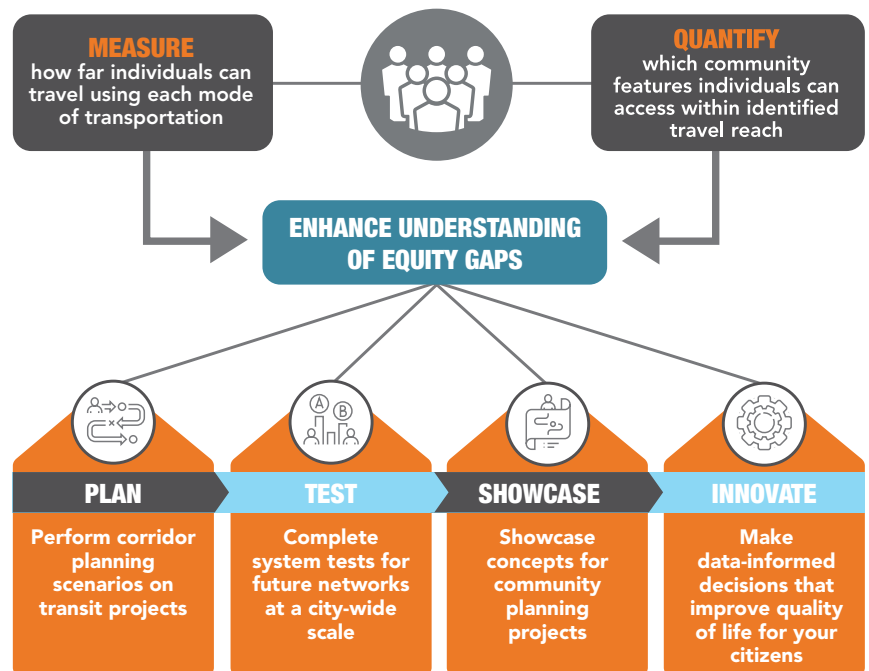 MEASURE
how far individuals can
travel using each mode
of transportation
QUANTIFY
which community
features individuals can
access within identified
travel reach
ENHANCE UNDERSTANDING
OF EQUITY GAPS
A
B
PLAN
Perform corridor
planning
scenarios on
transit projects
TEST
Complete
system tests for
future networks
at a city-wide
scale
SHOWCASE
Showcase
concepts for
community
planning
projects
INNOVATE
Make
data-informed
decisions that
improve quality
of life for your
citizens